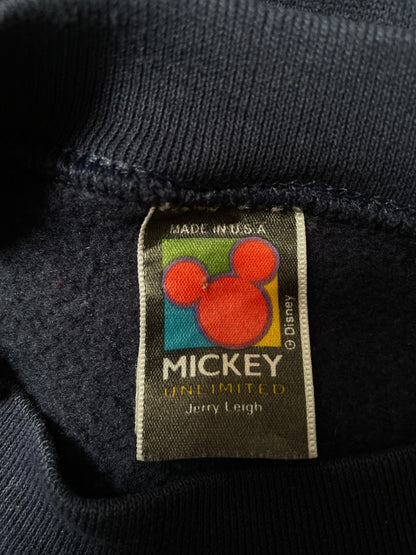 MADE IN U.S.A
© Disney
MICKEY
UNLIMITED
Jerry Leigh